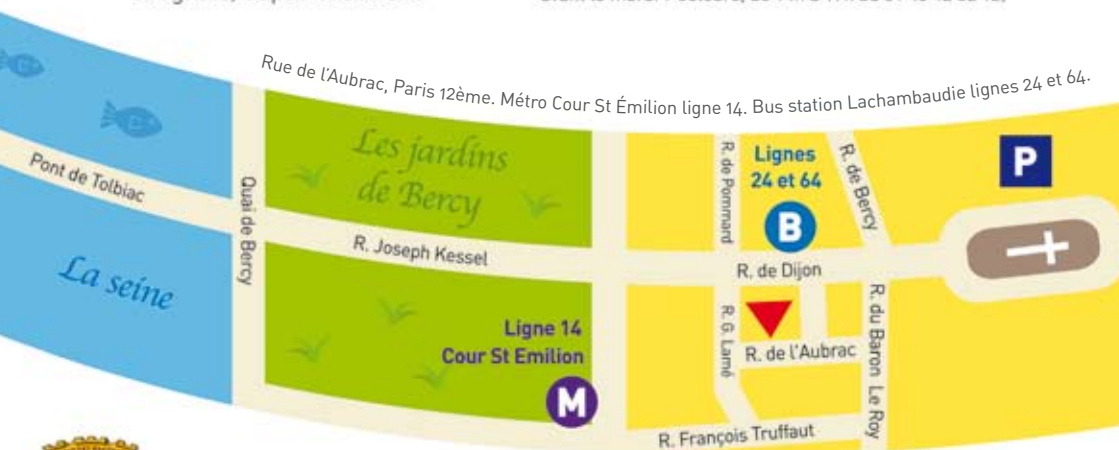 Rue de l'Aubrac, Paris 12ème. Métro Cour St Émilion ligne 14. Bus station Lachambaudie lignes 24 et 64.
Pont de Tolbiac
La seine
Quai de Bercy
Les jardins
de Bercy
R. Joseph Kessel
Ligne 14
Cour St Emilion
M
R. de Pommard
Lignes
24 et 64
B
R. de Bercy
P
R. de Dijon
R. G. Lamé
R. de l'Aubrac
R. du Baron Le Roy
R. François Truffaut